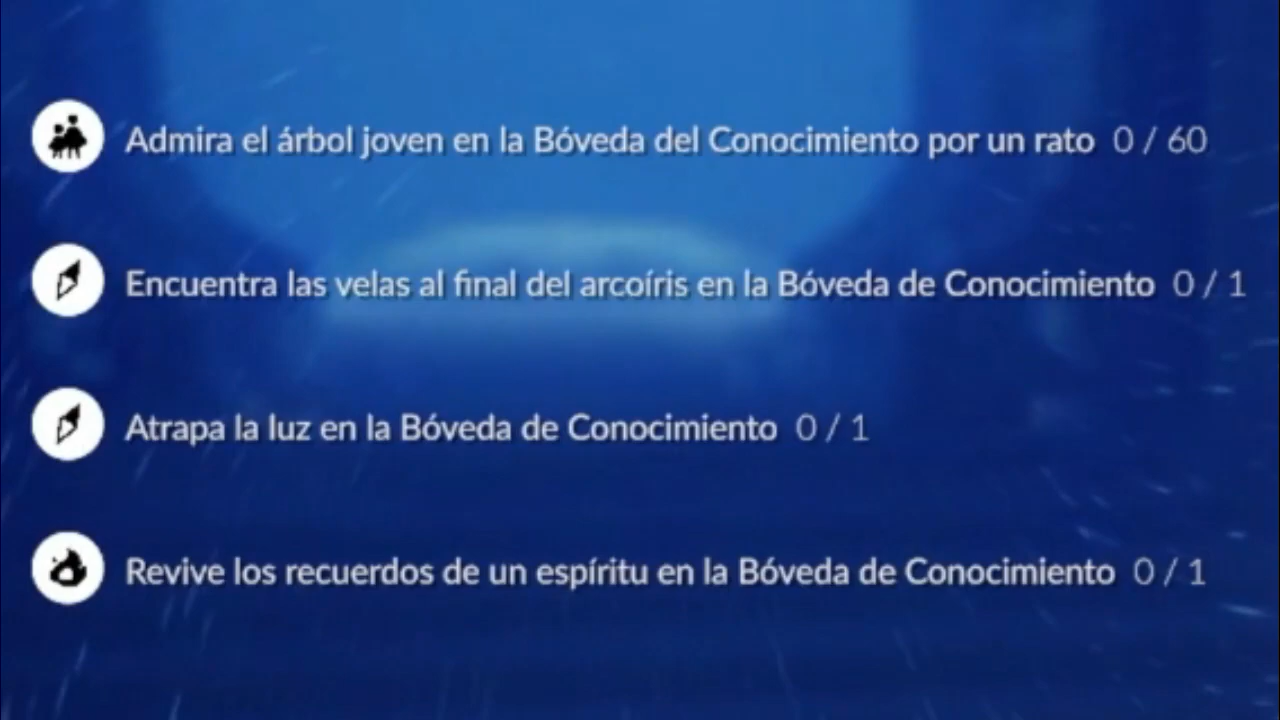 Admira el árbol joven en la Bóveda del Conocimiento por un rato 0 / 60
Encuentra las velas al final del arcoíris en la Bóveda de Conocimiento 0 / 1
Atrapa la luz en la Bóveda de Conocimiento 0 / 1
Revive los recuerdos de un espíritu en la Bóveda de Conocimiento 0 / 1